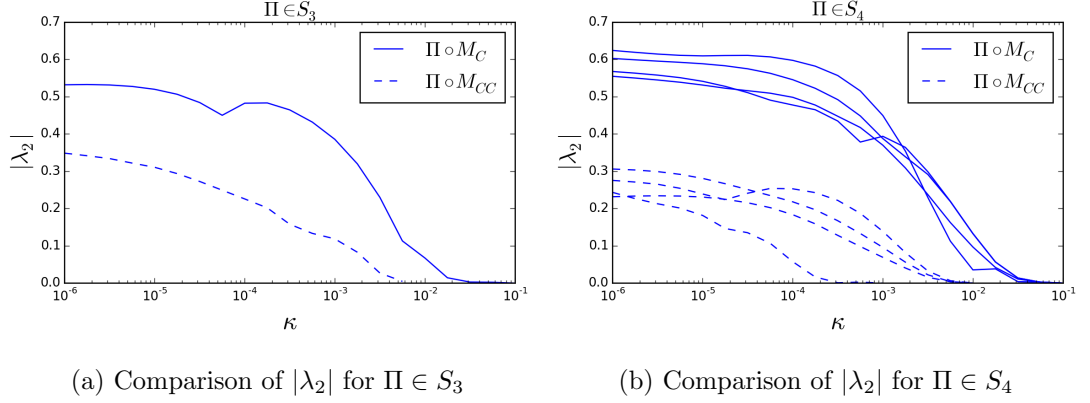 Π ∈ S₃
0.7
0.6
0.5
0.4
0.3
0.2
0.1
0.0
|λ₂|
Π ∘ M_C
Π ∘ M_CC
10⁻⁶ 10⁻⁵ 10⁻⁴ 10⁻³ 10⁻² 10⁻¹
κ
(a) Comparison of |λ₂| for Π ∈ S₃
Π ∈ S₄
0.7
0.6
0.5
0.4
0.3
0.2
0.1
0.0
|λ₂|
Π ∘ M_C
Π ∘ M_CC
10⁻⁶ 10⁻⁵ 10⁻⁴ 10⁻³ 10⁻² 10⁻¹
κ
(b) Comparison of |λ₂| for Π ∈ S₄